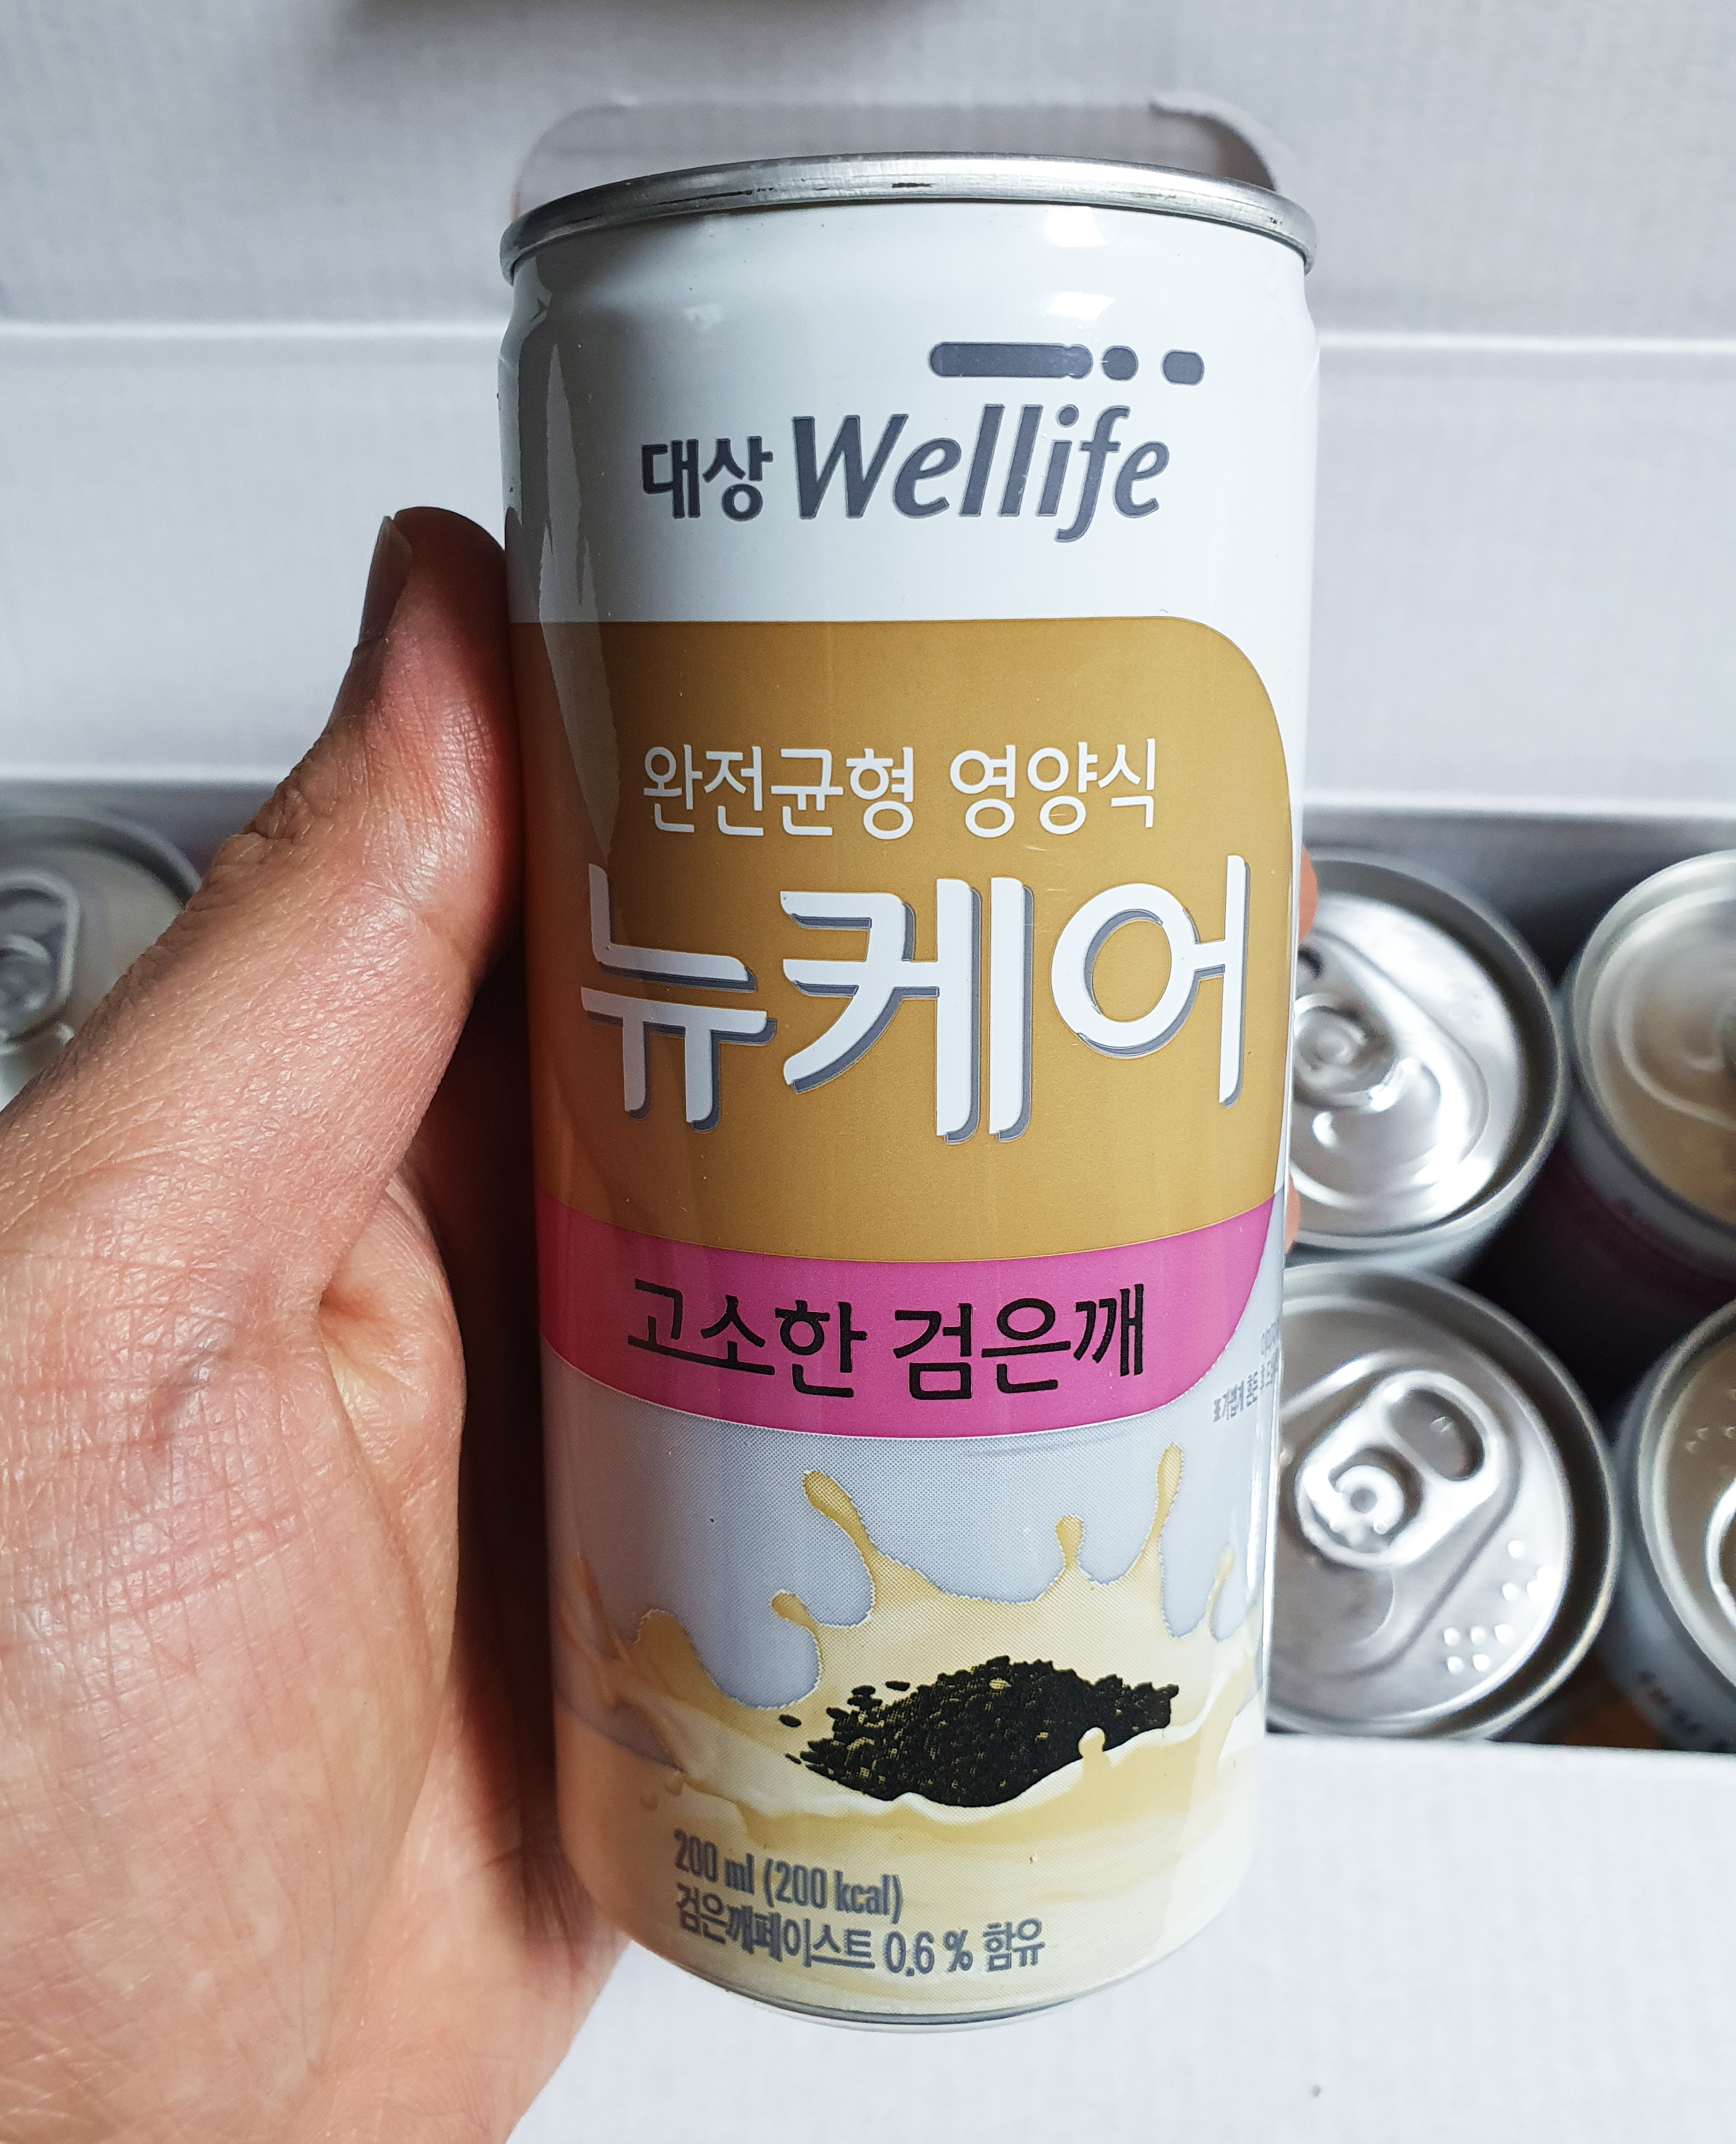 대상 Wellife
완전균형 영양식
뉴케어
고소한 검은깨
200 ml (200 kcal)
검은깨페이스트 0.6 % 함유